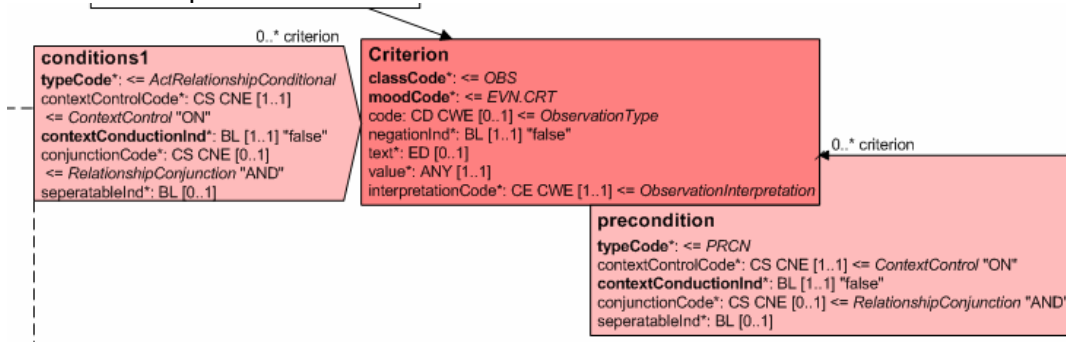 0..* criterion
conditions1
typeCode*: <= ActRelationshipConditional
contextControlCode*: CS CNE [1..1]
<= ContextControl "ON"
contextConductionInd*: BL [1..1] "false"
conjunctionCode*: CS CNE [0..1]
<= RelationshipConjunction "AND"
seperatableInd*: BL [0..1]
Criterion
classCode*: <= OBS
moodCode*: <= EVN.CRT
code: CD CWE [0..1] <= ObservationType
negationInd*: BL [1..1] "false"
text*: ED [0..1]
value*: ANY [1..1]
interpretationCode*: CE CWE [1..1] <= ObservationInterpretation
0..* criterion
precondition
typeCode*: <= PRCN
contextControlCode*: CS CNE [1..1] <= ContextControl "ON"
contextConductionInd*: BL [1..1] "false"
conjunctionCode*: CS CNE [0..1] <= RelationshipConjunction "AND"
seperatableInd*: BL [0..1]